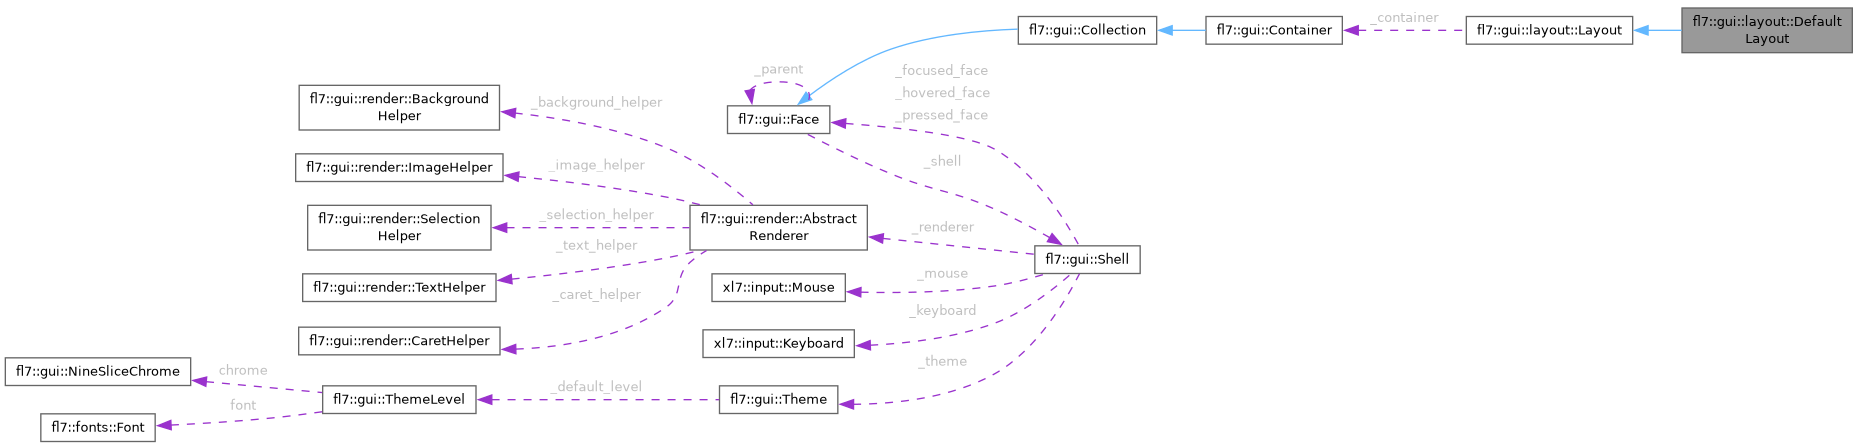 fl7::gui::layout::Default
Layout
_container
fl7::gui::Collection
fl7::gui::Container
fl7::gui::layout::Layout
_parent
_focused_face
_hovered_face
_pressed_face
fl7::gui::render::Background
Helper
_background_helper
fl7::gui::Face
_shell
fl7::gui::render::ImageHelper
_image_helper
fl7::gui::render::Selection
Helper
_selection_helper
fl7::gui::render::Abstract
Renderer
_renderer
_text_helper
fl7::gui::Shell
fl7::gui::render::TextHelper
_caret_helper
xl7::input::Mouse
_mouse
_keyboard
fl7::gui::render::CaretHelper
xl7::input::Keyboard
_theme
fl7::gui::NineSliceChrome
chrome
_default_level
fl7::gui::ThemeLevel
fl7::gui::Theme
font
fl7::fonts::Font